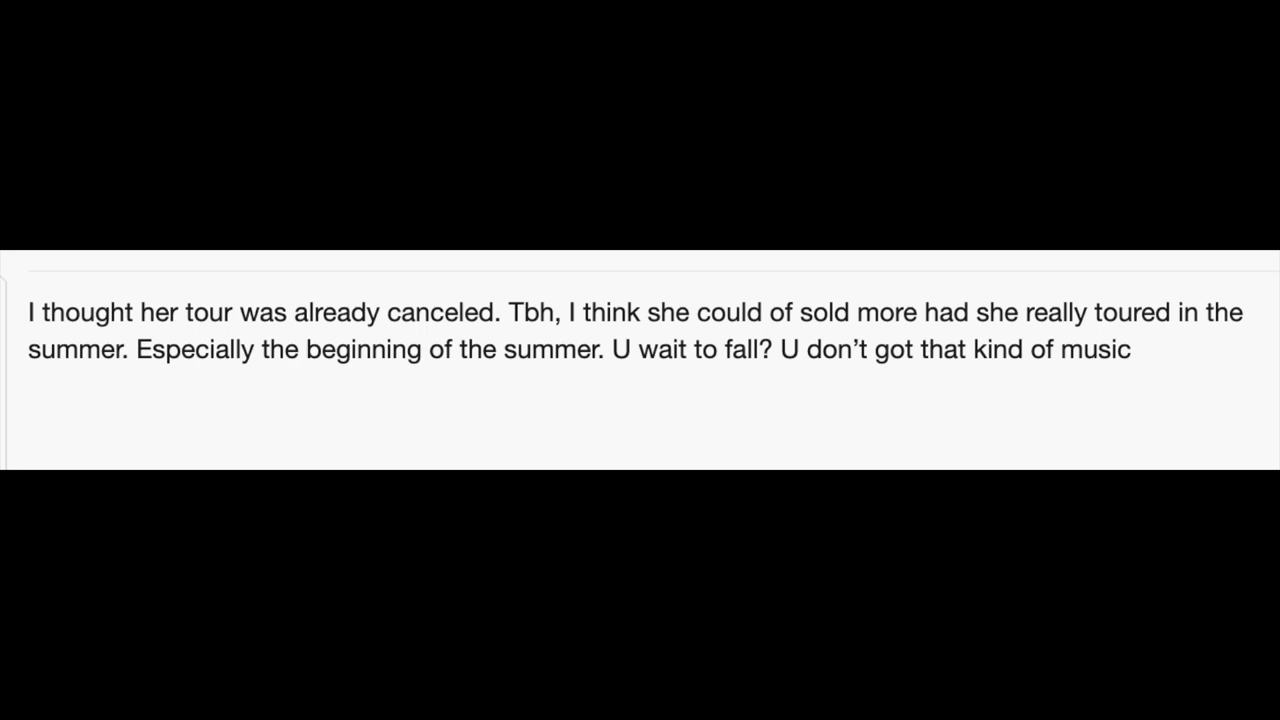 I thought her tour was already canceled. Tbh, I think she could of sold more had she really toured in the
summer. Especially the beginning of the summer. U wait to fall? U don’t got that kind of music